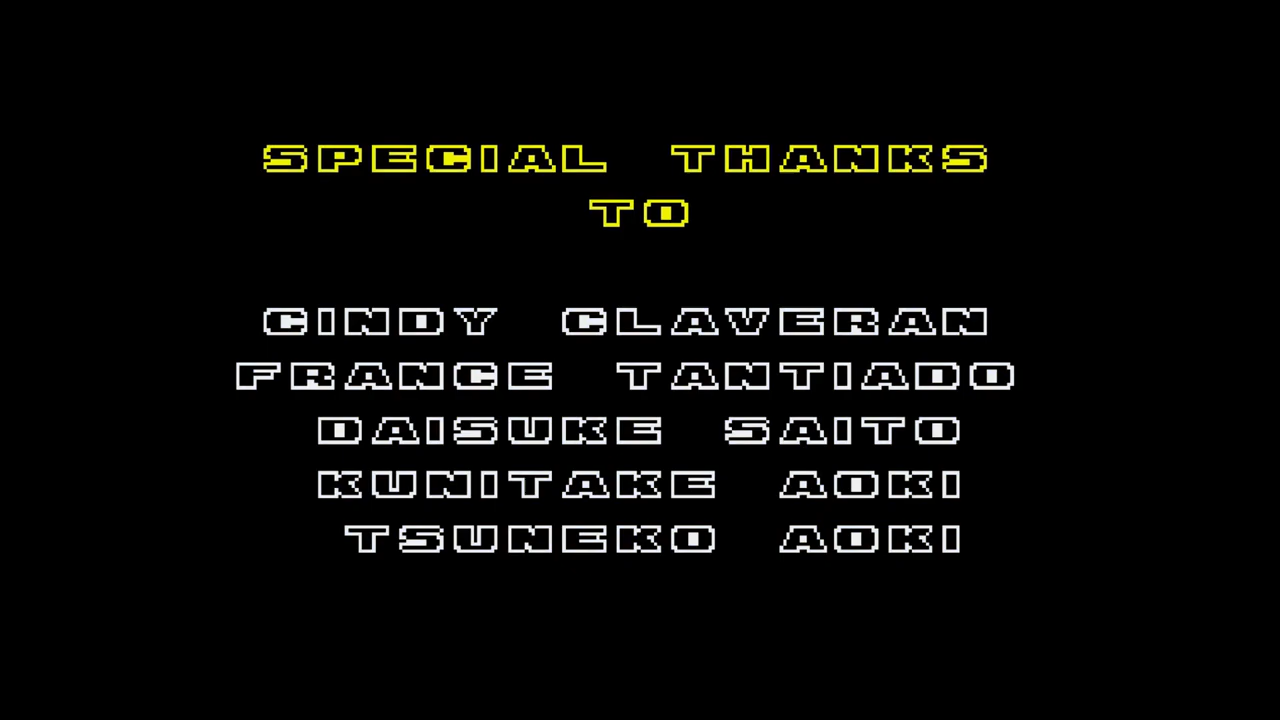 SPECIAL THANKS
TO
CINDY CLAVERAN
FRANCE TANTIADO
DAISUKE SAITO
KUNITAKE AOKI
TSUNEKO AOKI